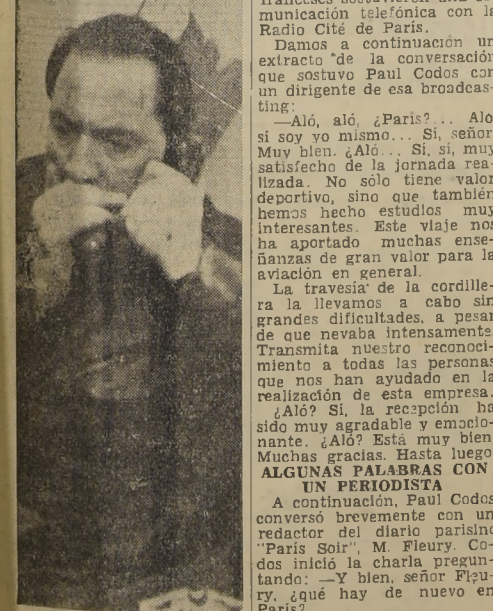 franceses sostuvieron una
municación telefónica con la
Radio Cité de París.
Damos a continuación un
extracto de la conversación
que sostuvo Paul Codos con
un dirigente de esa broadcas-
ting:
—Aló, aló, ¿París?... Aló
sí soy yo mismo... Sí, señor
Muy bien. ¿Aló... Si, sí, muy
satisfecho de la jornada rea-
lizada. No sólo tiene valor
deportivo, sino que también
hemos hecho estudios muy
interesantes. Este viaje nos
ha aportado muchas ense-
ñanzas de gran valor para la
aviación en general.
La travesía de la cordille-
ra la llevamos a cabo sin
grandes dificultades, a pesar
de que nevaba intensamente
Transmita nuestro reconoci-
miento a todas las personas
que nos han ayudado en la
realización de esta empresa.
¿Aló? Sí, la recepción ha
sido muy agradable y emocio-
nante. ¿Aló? Está muy bien
Muchas gracias. Hasta luego
ALGUNAS PALABRAS CON
UN PERIODISTA
A continuación, Paul Codos
conversó brevemente con un
redactor del diario parisino
"París Soir", M. Fleury. Co-
dos inició la charla pregun-
tando: —Y bien, señor Fleu-
ry, ¿qué hay de nuevo en
París?